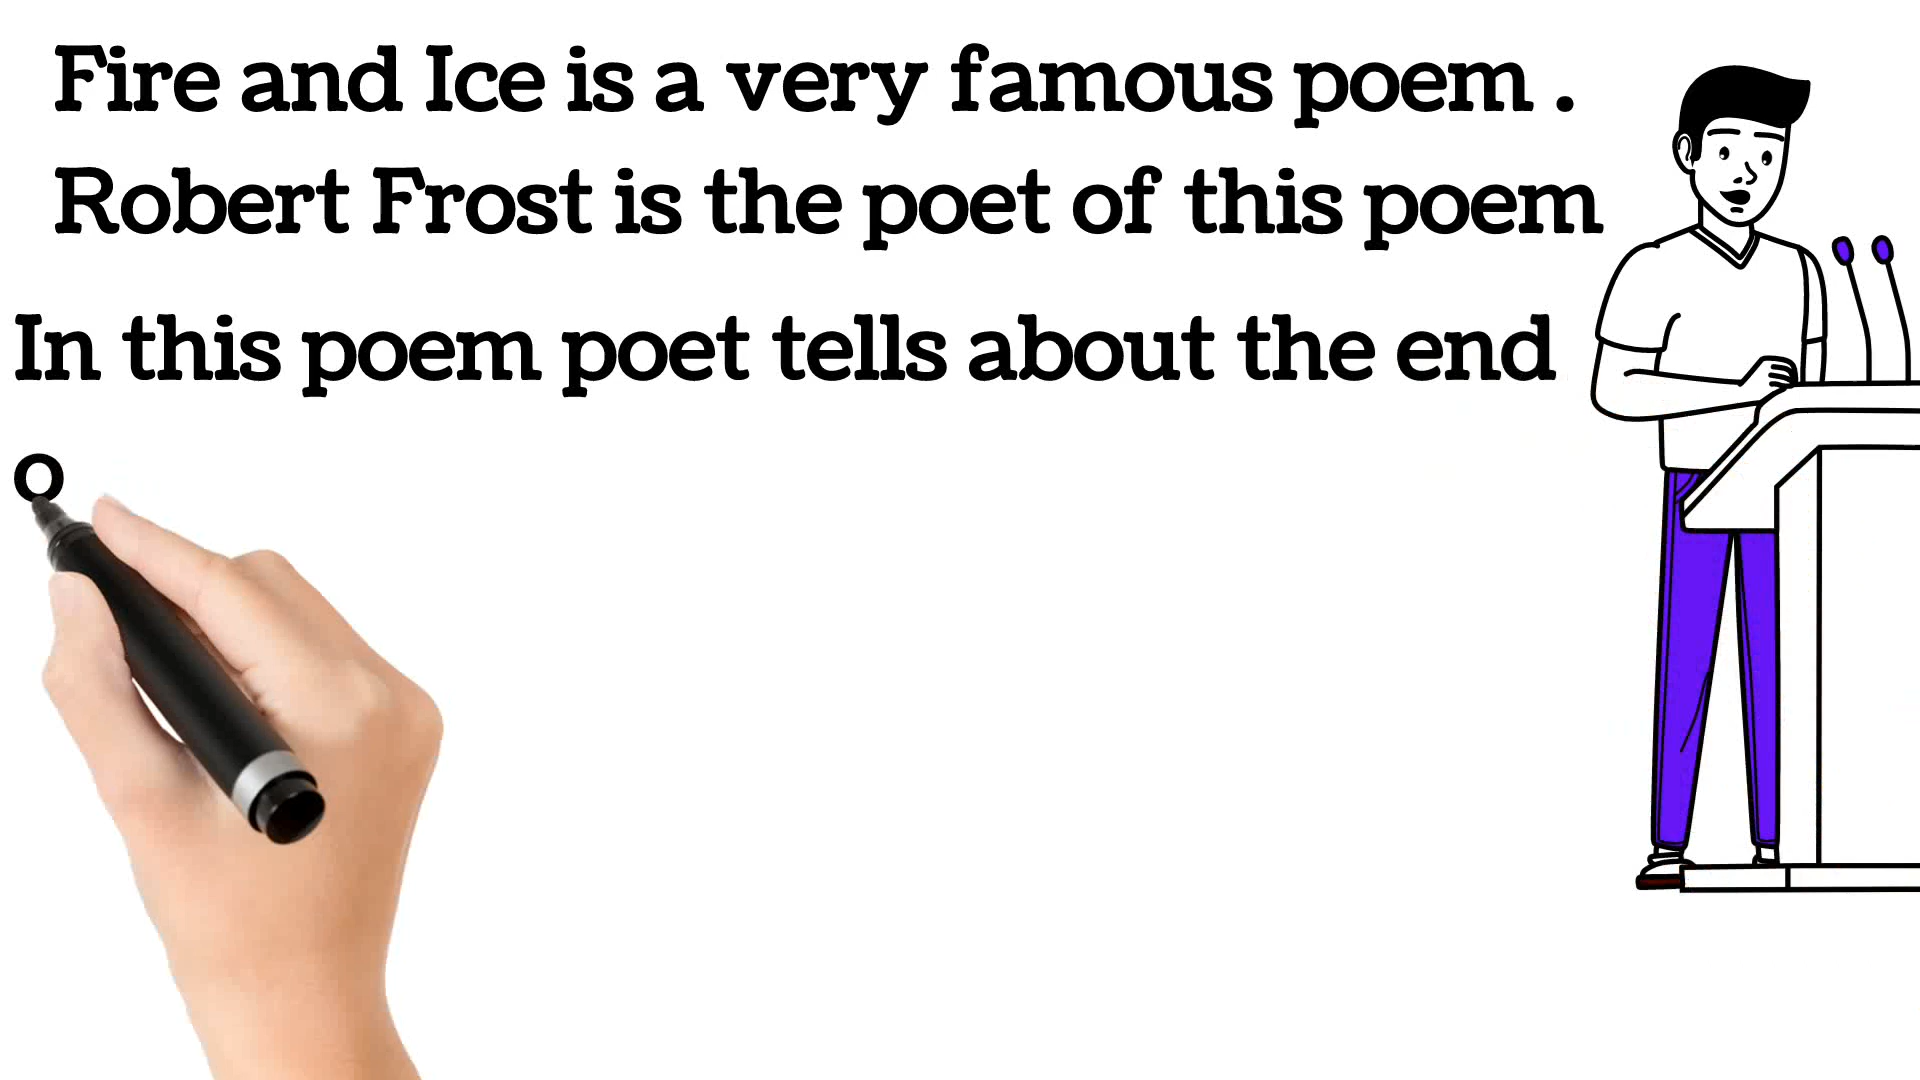 Fire and Ice is a very famous poem .
Robert Frost is the poet of this poem
In this poem poet tells about the end
o